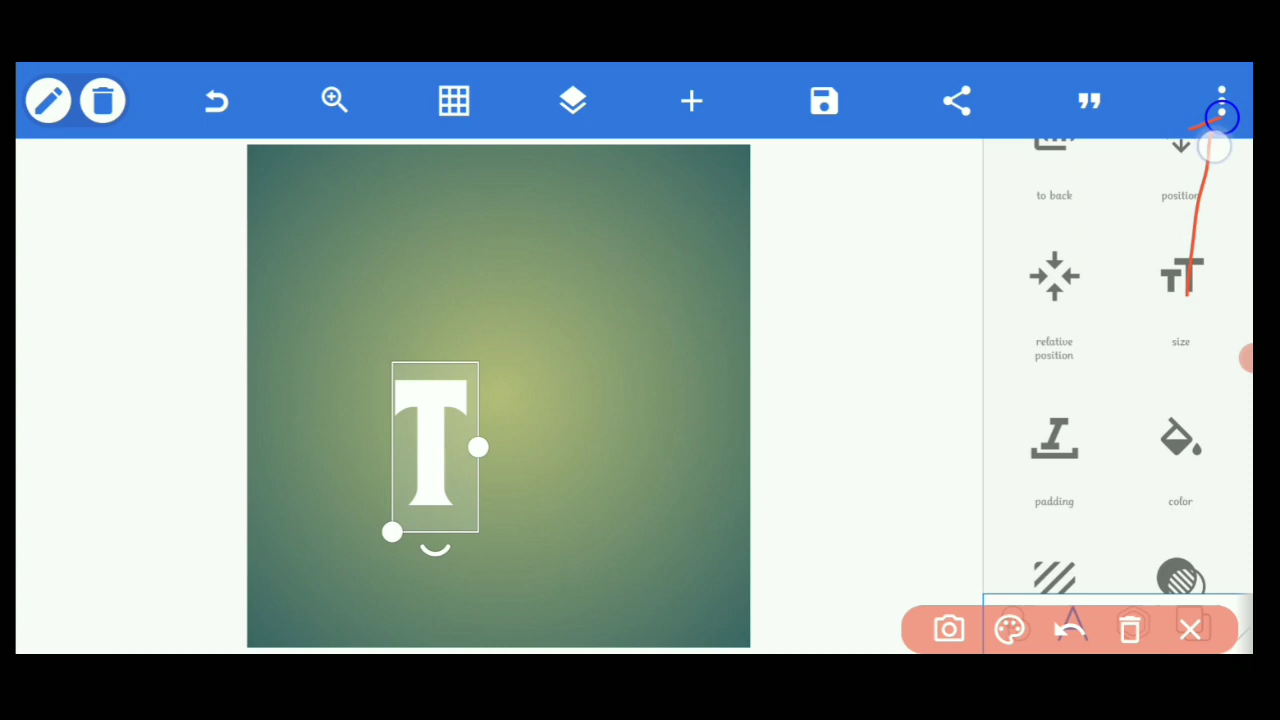 to back
position
relative
position
size
T
padding
color